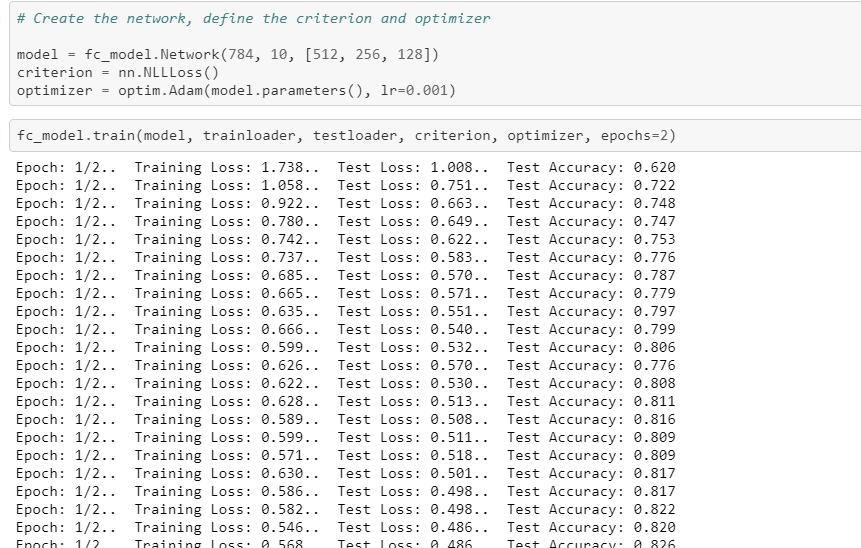 # Create the network, define the criterion and optimizer
model = fc_model.Network(784, 10, [512, 256, 128])
criterion = nn.NLLLoss()
optimizer = optim.Adam(model.parameters(), lr=0.001)
fc_model.train(model, trainloader, testloader, criterion, optimizer, epochs=2)
Epoch: 1/2.. Training Loss: 1.738.. Test Loss: 1.008.. Test Accuracy: 0.620
Epoch: 1/2.. Training Loss: 1.058.. Test Loss: 0.751.. Test Accuracy: 0.722
Epoch: 1/2.. Training Loss: 0.922.. Test Loss: 0.663.. Test Accuracy: 0.748
Epoch: 1/2.. Training Loss: 0.780.. Test Loss: 0.649.. Test Accuracy: 0.747
Epoch: 1/2.. Training Loss: 0.742.. Test Loss: 0.622.. Test Accuracy: 0.753
Epoch: 1/2.. Training Loss: 0.737.. Test Loss: 0.583.. Test Accuracy: 0.776
Epoch: 1/2.. Training Loss: 0.685.. Test Loss: 0.570.. Test Accuracy: 0.787
Epoch: 1/2.. Training Loss: 0.665.. Test Loss: 0.571.. Test Accuracy: 0.779
Epoch: 1/2.. Training Loss: 0.635.. Test Loss: 0.551.. Test Accuracy: 0.797
Epoch: 1/2.. Training Loss: 0.666.. Test Loss: 0.540.. Test Accuracy: 0.799
Epoch: 1/2.. Training Loss: 0.599.. Test Loss: 0.532.. Test Accuracy: 0.806
Epoch: 1/2.. Training Loss: 0.626.. Test Loss: 0.570.. Test Accuracy: 0.776
Epoch: 1/2.. Training Loss: 0.622.. Test Loss: 0.530.. Test Accuracy: 0.808
Epoch: 1/2.. Training Loss: 0.628.. Test Loss: 0.513.. Test Accuracy: 0.811
Epoch: 1/2.. Training Loss: 0.589.. Test Loss: 0.508.. Test Accuracy: 0.816
Epoch: 1/2.. Training Loss: 0.599.. Test Loss: 0.511.. Test Accuracy: 0.809
Epoch: 1/2.. Training Loss: 0.571.. Test Loss: 0.518.. Test Accuracy: 0.809
Epoch: 1/2.. Training Loss: 0.630.. Test Loss: 0.501.. Test Accuracy: 0.817
Epoch: 1/2.. Training Loss: 0.586.. Test Loss: 0.498.. Test Accuracy: 0.817
Epoch: 1/2.. Training Loss: 0.582.. Test Loss: 0.498.. Test Accuracy: 0.822
Epoch: 1/2.. Training Loss: 0.546.. Test Loss: 0.486.. Test Accuracy: 0.820
Epoch: 1/2 Training Loss: 0.568 Test Loss: 0.486 Test Accuracy: 0.826